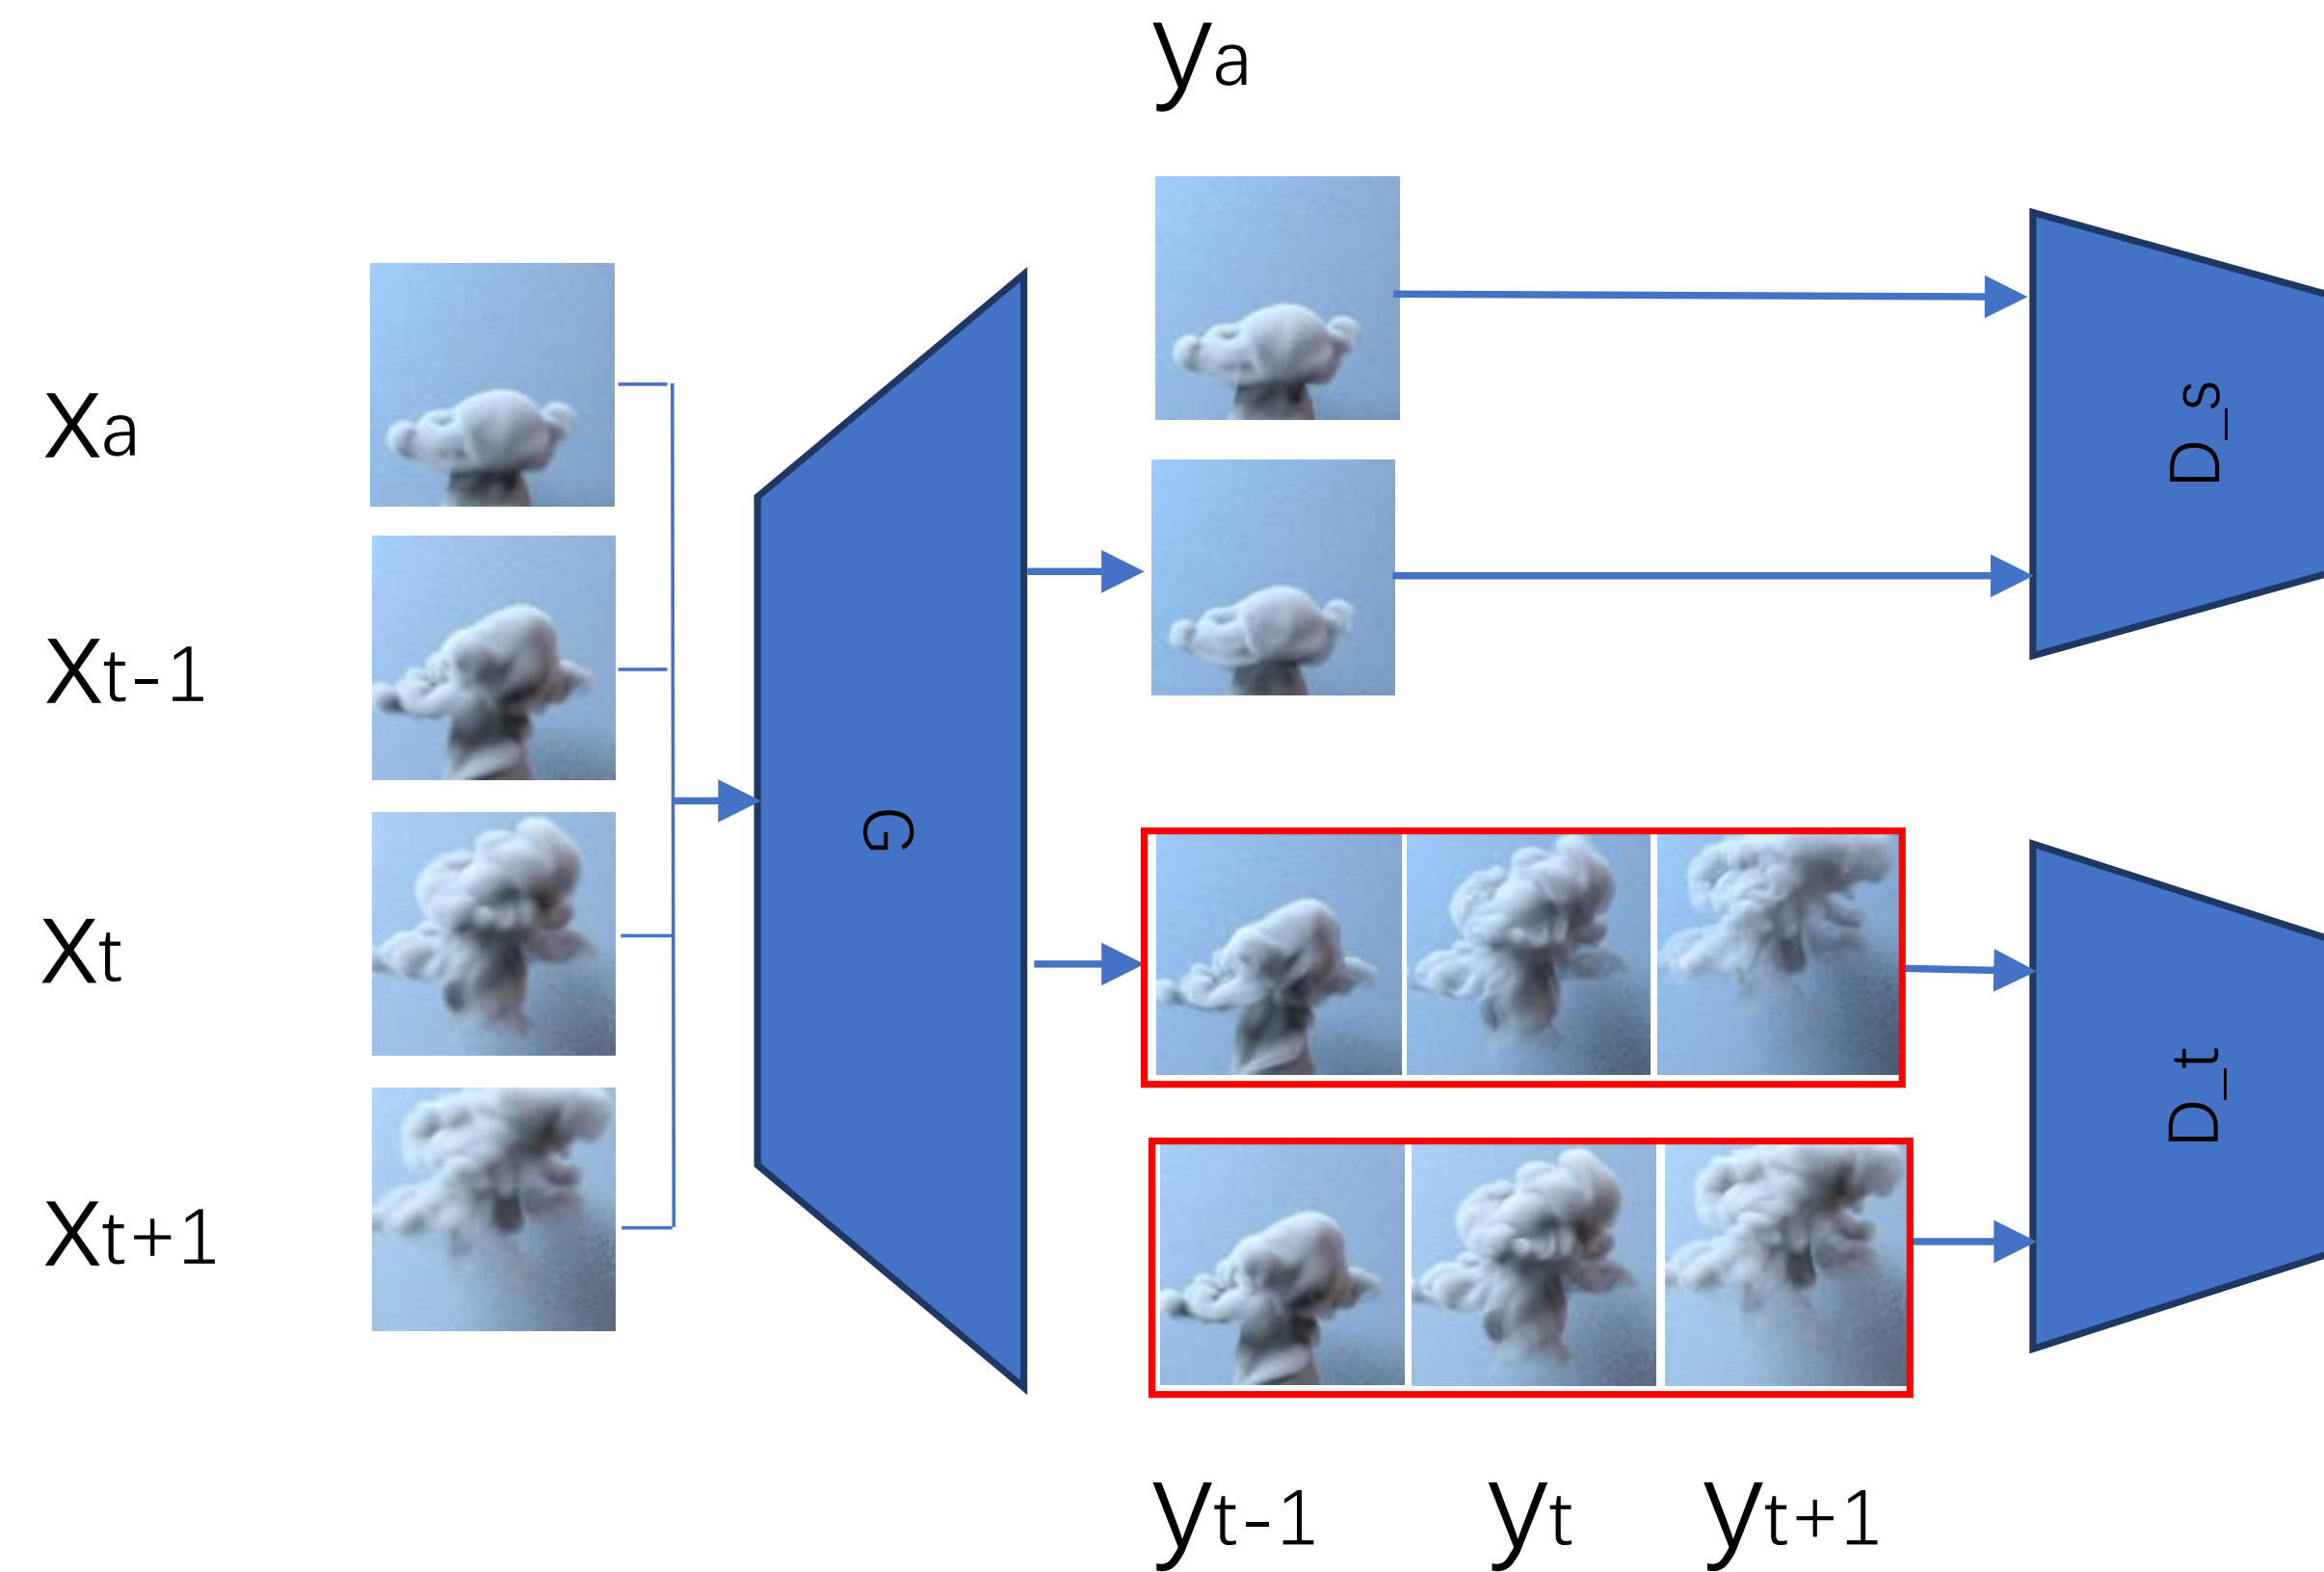 ya
Xa
Xt-1
Xt
Xt+1
G
D_s
D_t
yt-1 yt yt+1